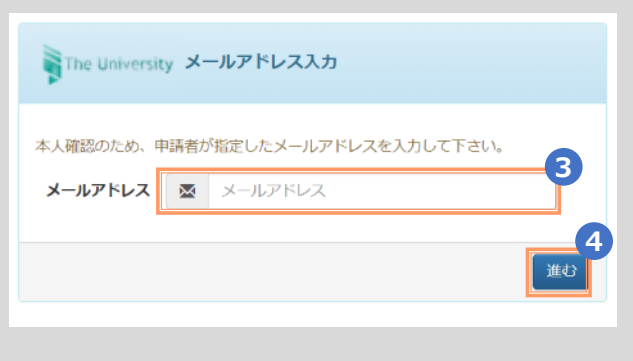 The University メールアドレス入力
本人確認のため、申請者が指定したメールアドレスを入力して下さい。
3
メールアドレス メールアドレス
4
進む